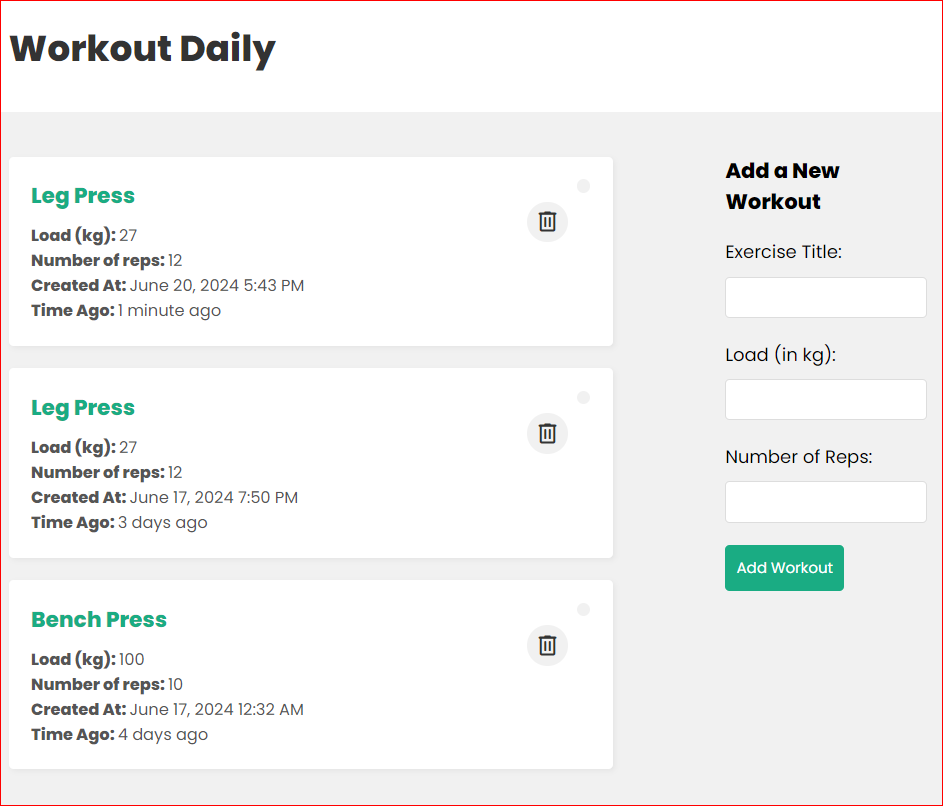 Workout Daily
Leg Press
Load (kg): 27
Number of reps: 12
Created At: June 20, 2024 5:43 PM
Time Ago: 1 minute ago
Leg Press
Load (kg): 27
Number of reps: 12
Created At: June 17, 2024 7:50 PM
Time Ago: 3 days ago
Bench Press
Load (kg): 100
Number of reps: 10
Created At: June 17, 2024 12:32 AM
Time Ago: 4 days ago
Add a New
Workout
Exercise Title:
Load (in kg):
Number of Reps:
Add Workout